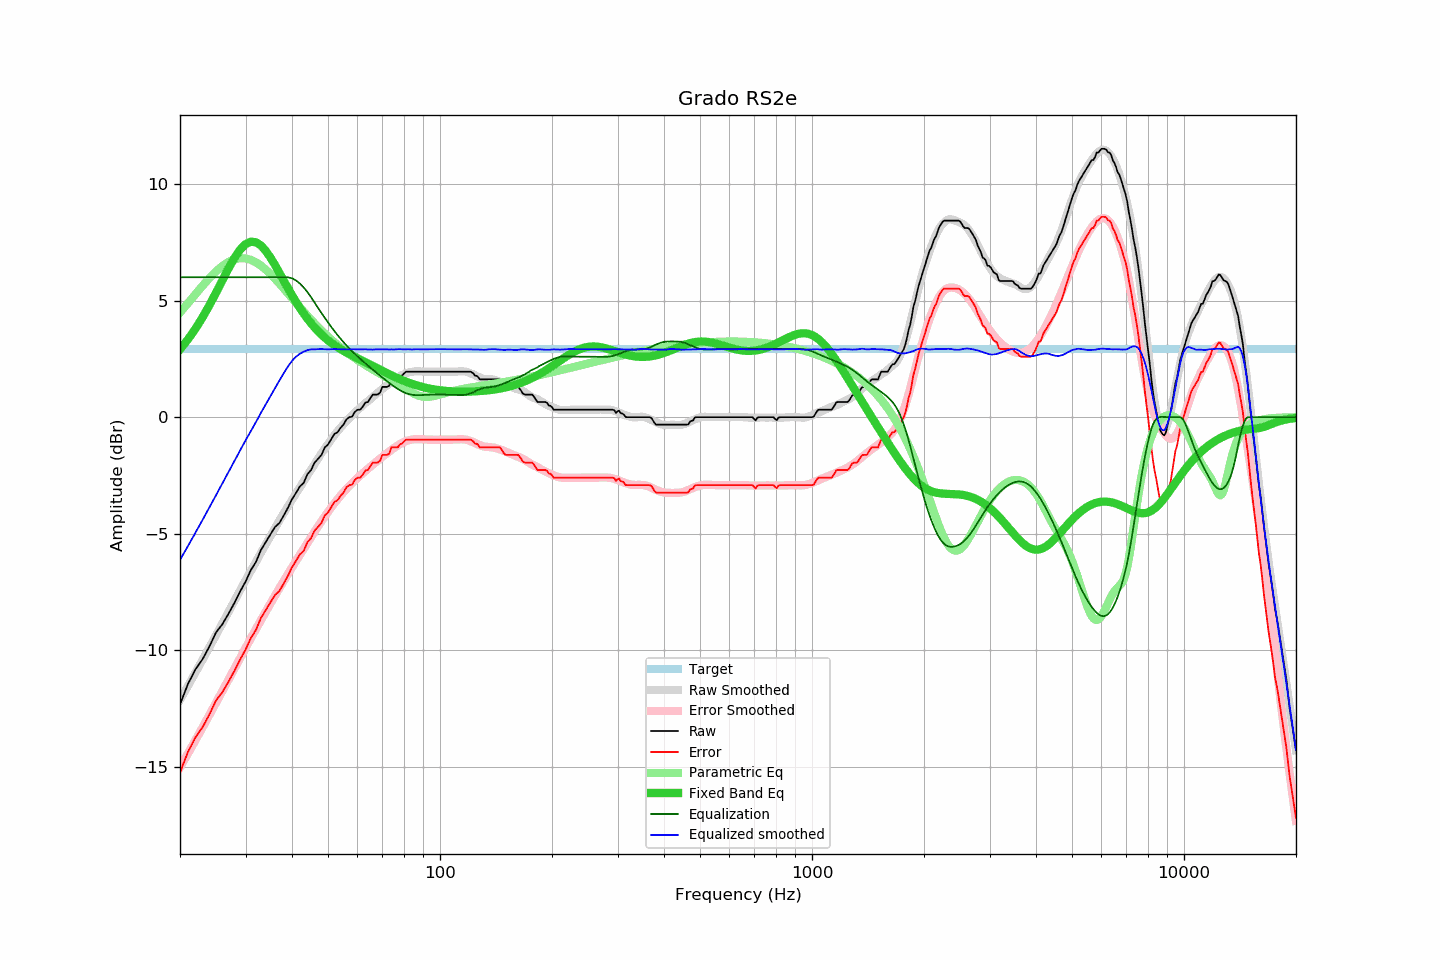 Grado RS2e
10
5
0
−5
−10
−15
Amplitude (dBr)
Target
Raw Smoothed
Error Smoothed
Raw
Error
Parametric Eq
Fixed Band Eq
Equalization
Equalized smoothed
100
1000
10000
Frequency (Hz)